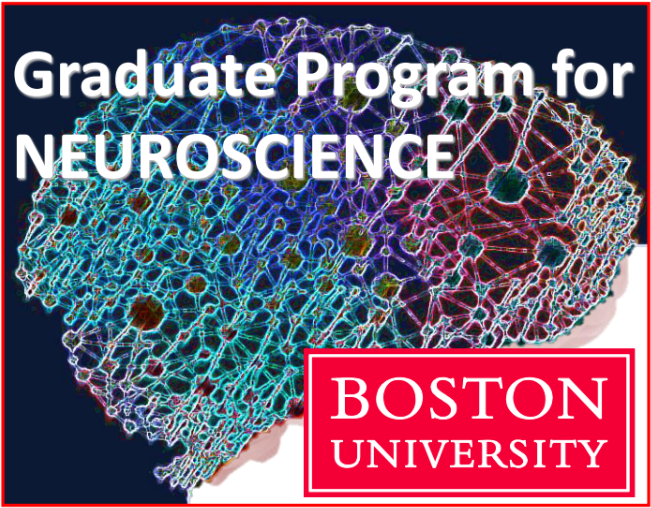 Graduate Program for
NEUROSCIENCE
BOSTON
UNIVERSITY